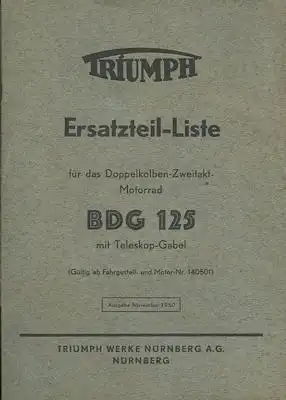 TRIUMPH
Ersatzteil-Liste
für das Doppelkolben-Zweitakt-
Motorrad
BDG 125
mit Teleskop-Gabel
(Gültig ab Fahrgestell- und Motor-Nr. 140501)
Ausgabe November 1950
TRIUMPH WERKE NÜRNBERG A.G.
NÜRNBERG